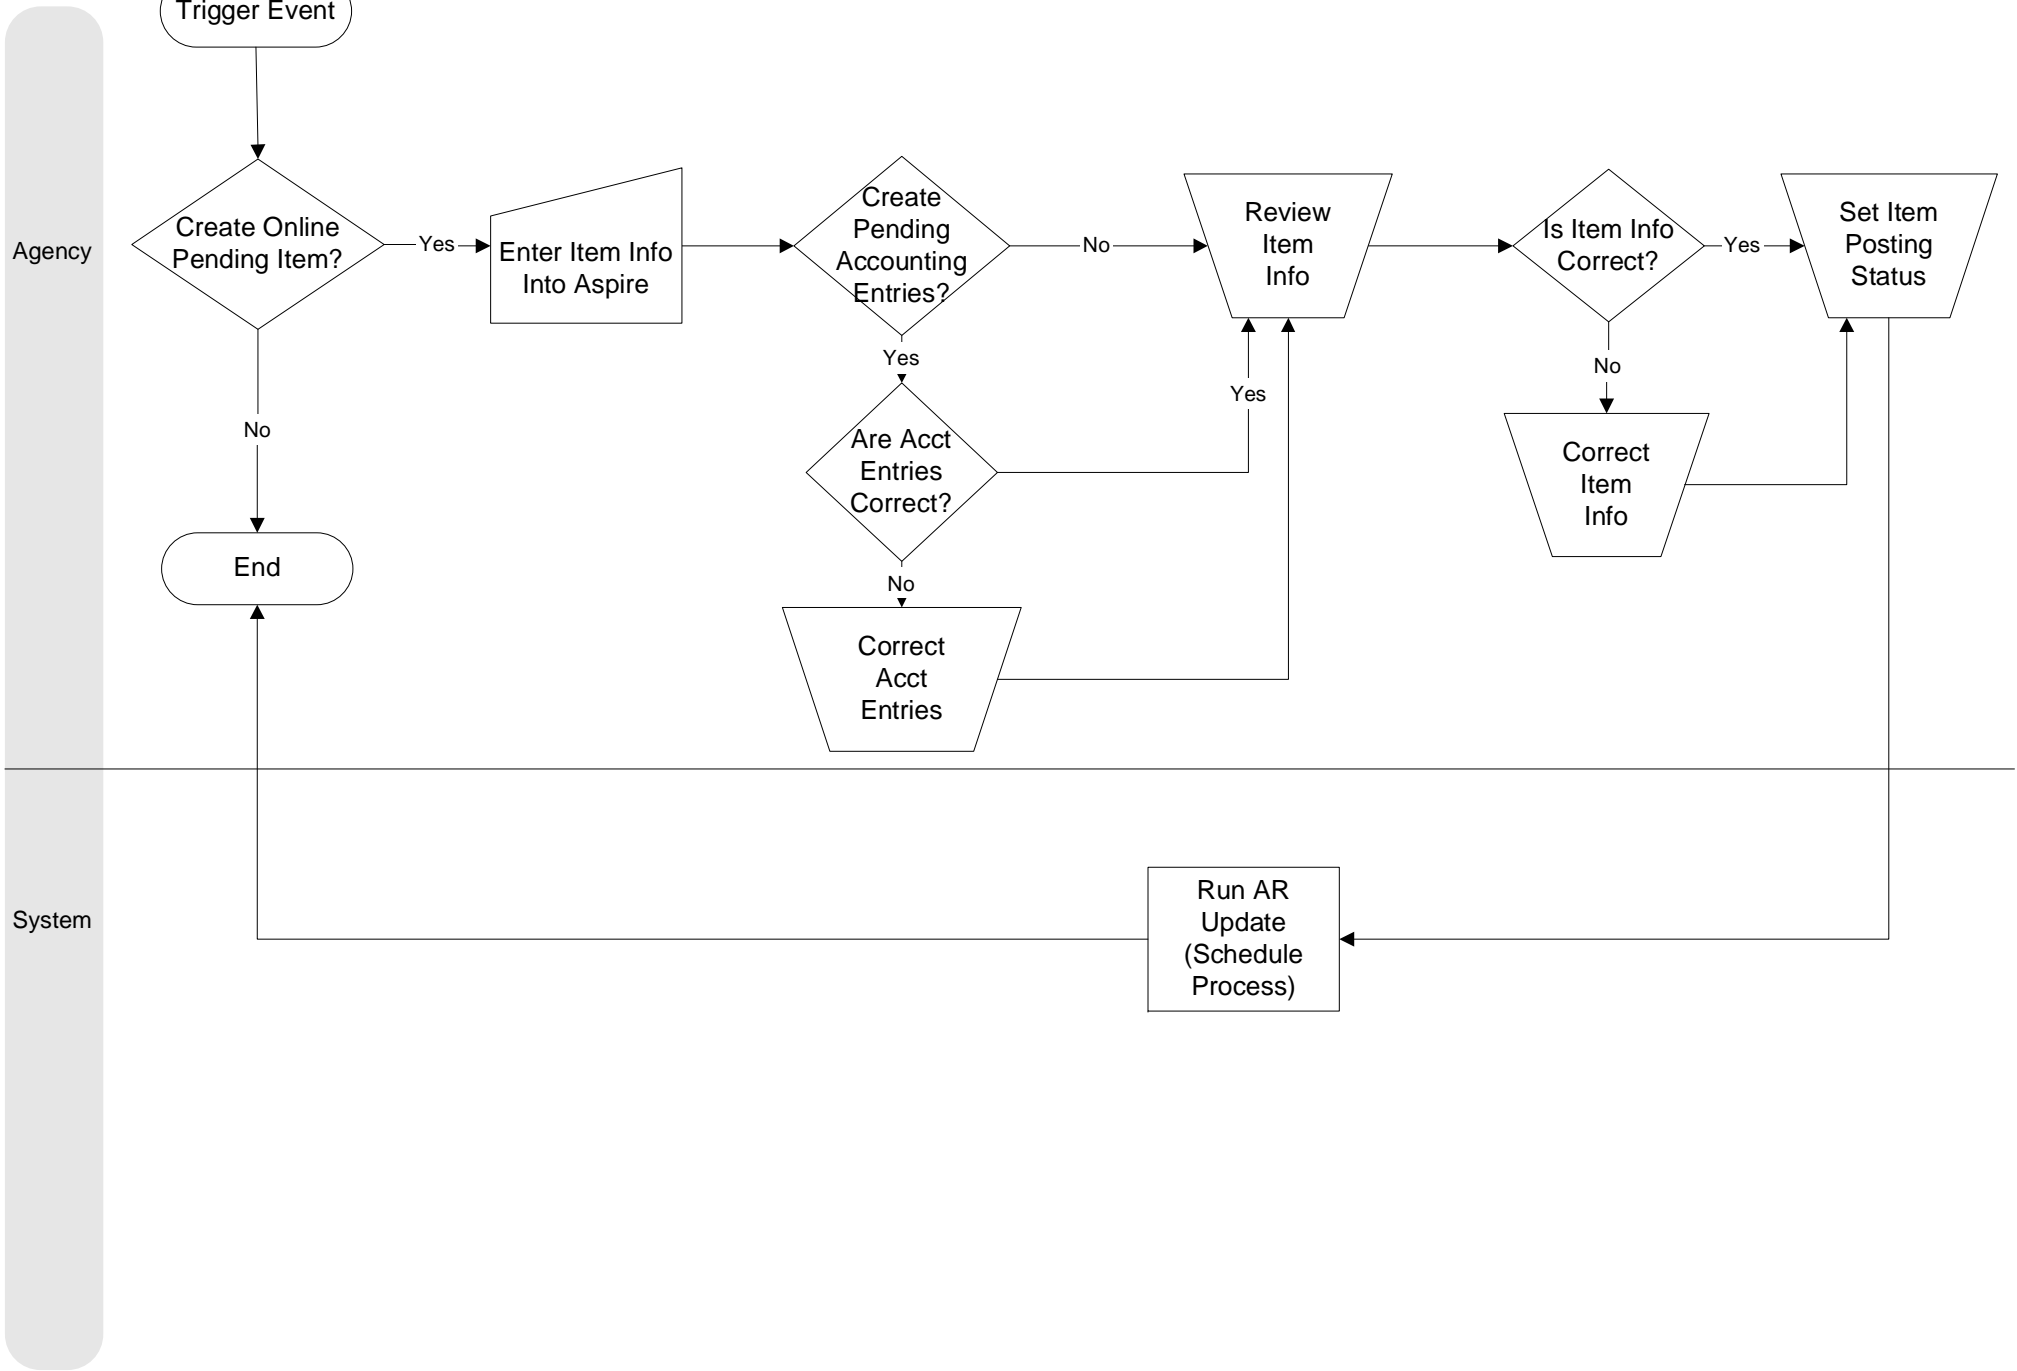 Trigger Event
Agency
Create Online
Pending Item?
Yes
Enter Item Info
Into Aspire
Create
Pending
Accounting
Entries?
No
Review
Item
Info
Is Item Info
Correct?
Yes
Set Item
Posting
Status
Yes
No
Yes
No
Are Acct
Entries
Correct?
Correct
Item
Info
End
No
Correct
Acct
Entries
System
Run AR
Update
(Schedule
Process)